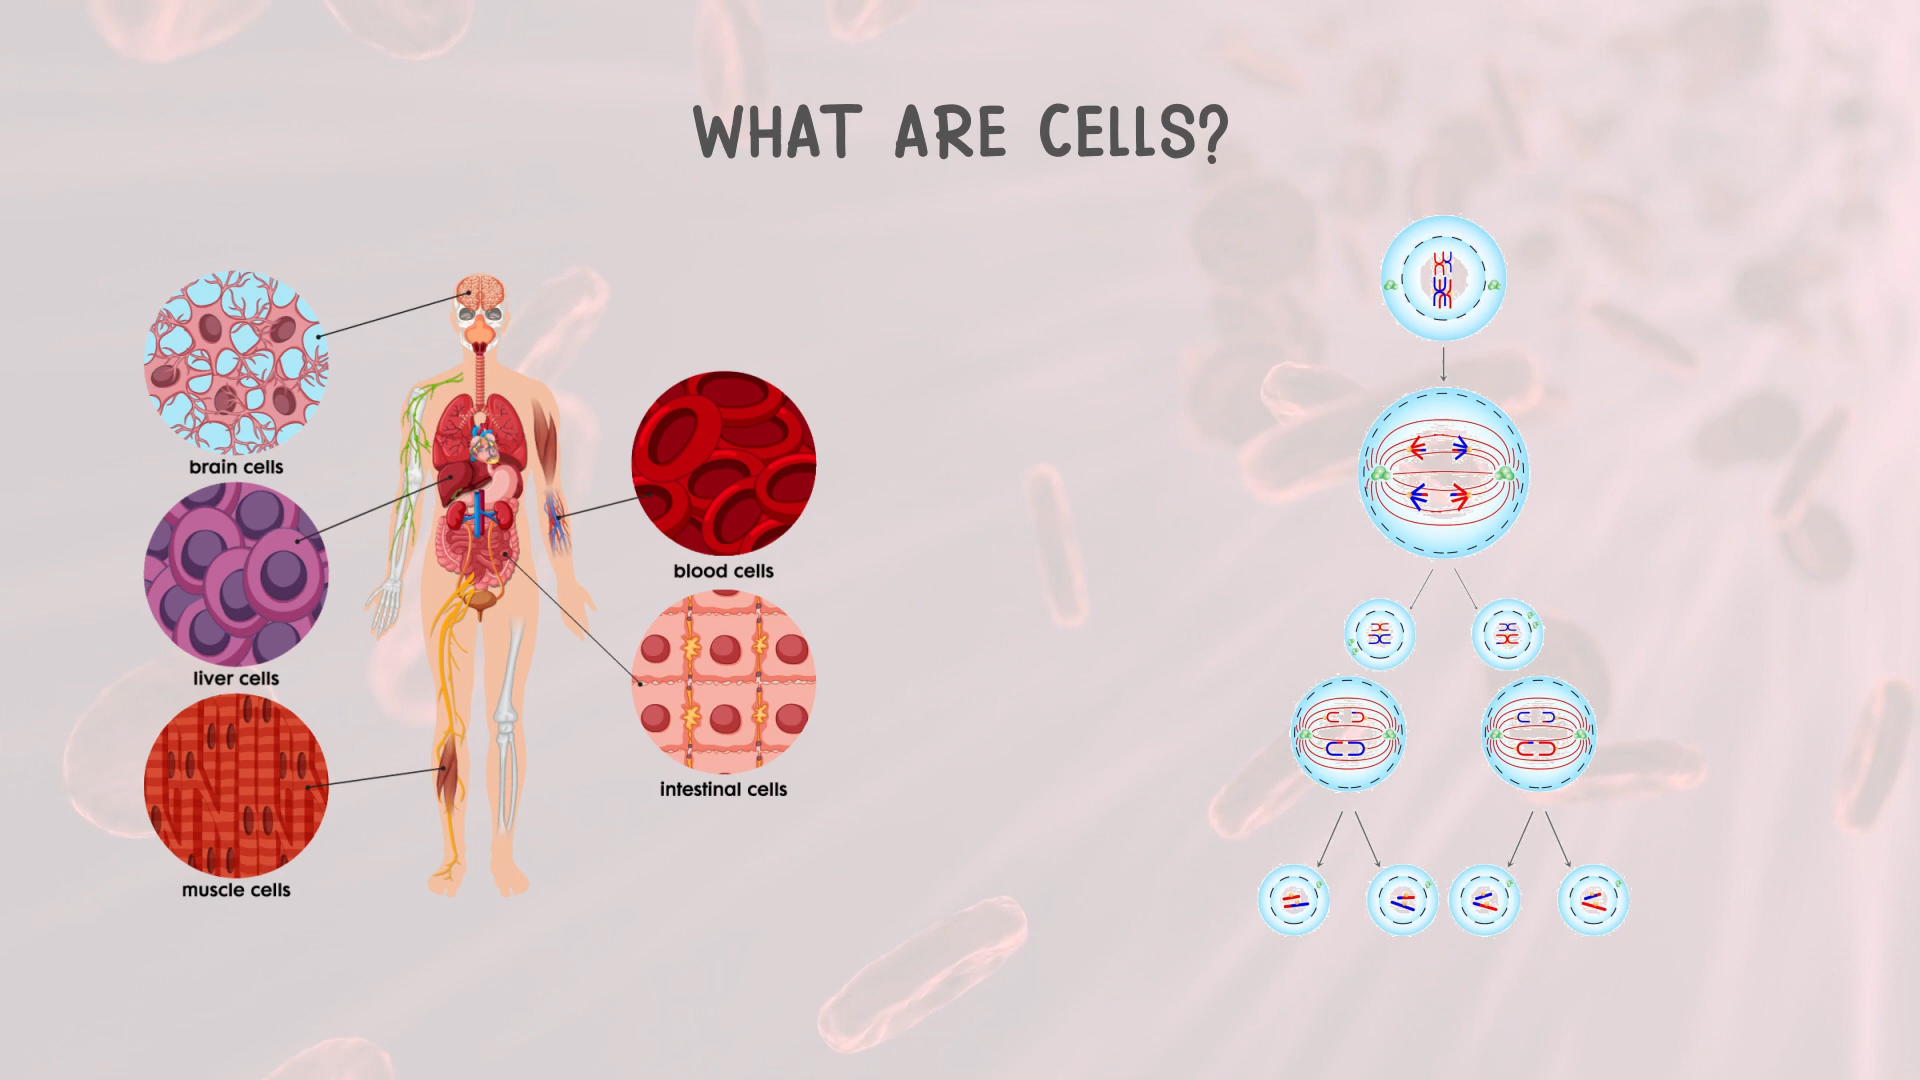 WHAT ARE CELLS?
brain cells
liver cells
muscle cells
blood cells
intestinal cells